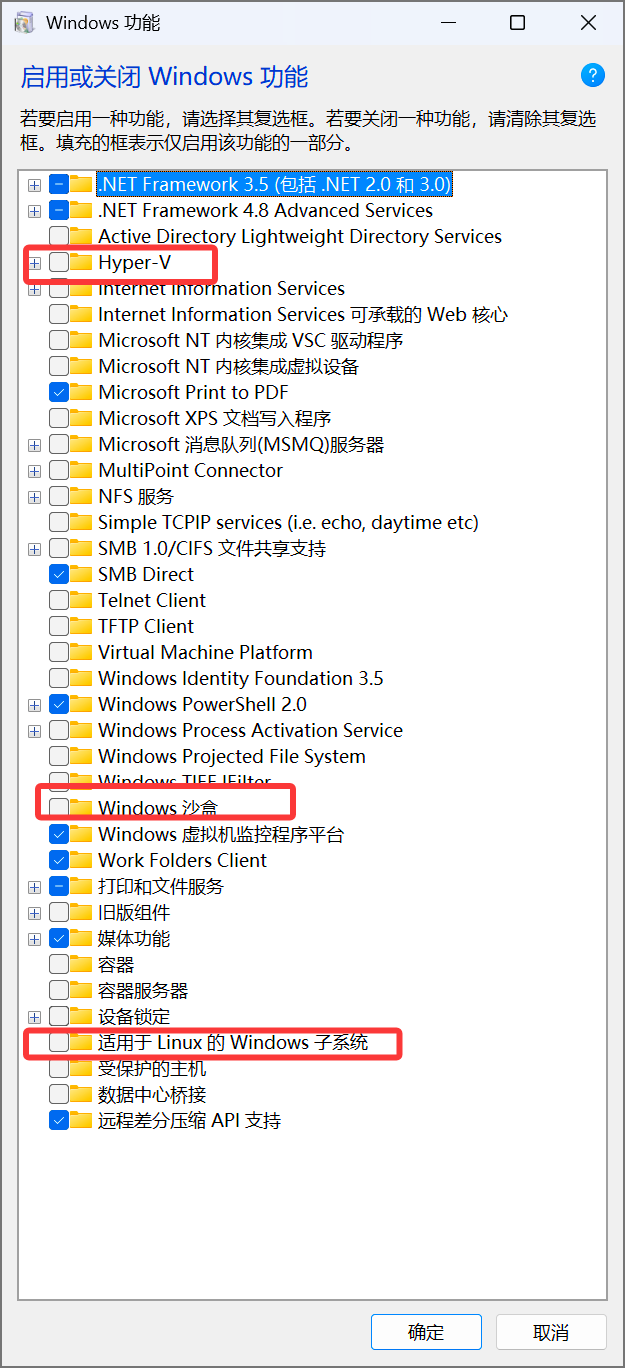 Windows 功能
启用或关闭 Windows 功能
?
若要启用一种功能，请选择其复选框。若要关闭一种功能，请清除其复选
框。填充的框表示仅启用该功能的一部分。
.NET Framework 3.5 (包括 .NET 2.0 和 3.0)
.NET Framework 4.8 Advanced Services
Active Directory Lightweight Directory Services
Hyper-V
Internet Information Services
Internet Information Services 可承载的 Web 核心
Microsoft NT 内核集成 VSC 驱动程序
Microsoft NT 内核集成虚拟设备
Microsoft Print to PDF
Microsoft XPS 文档写入程序
Microsoft 消息队列(MSMQ)服务器
MultiPoint Connector
NFS 服务
Simple TCPIP services (i.e. echo, daytime etc)
SMB 1.0/CIFS 文件共享支持
SMB Direct
Telnet Client
TFTP Client
Virtual Machine Platform
Windows Identity Foundation 3.5
Windows PowerShell 2.0
Windows Process Activation Service
Windows Projected File System
Windows TIFF IFilter
Windows 沙盒
Windows 虚拟机监控程序平台
Work Folders Client
打印和文件服务
旧版组件
媒体功能
容器
容器服务器
设备锁定
适用于 Linux 的 Windows 子系统
受保护的主机
数据中心桥接
远程差分压缩 API 支持
确定
取消